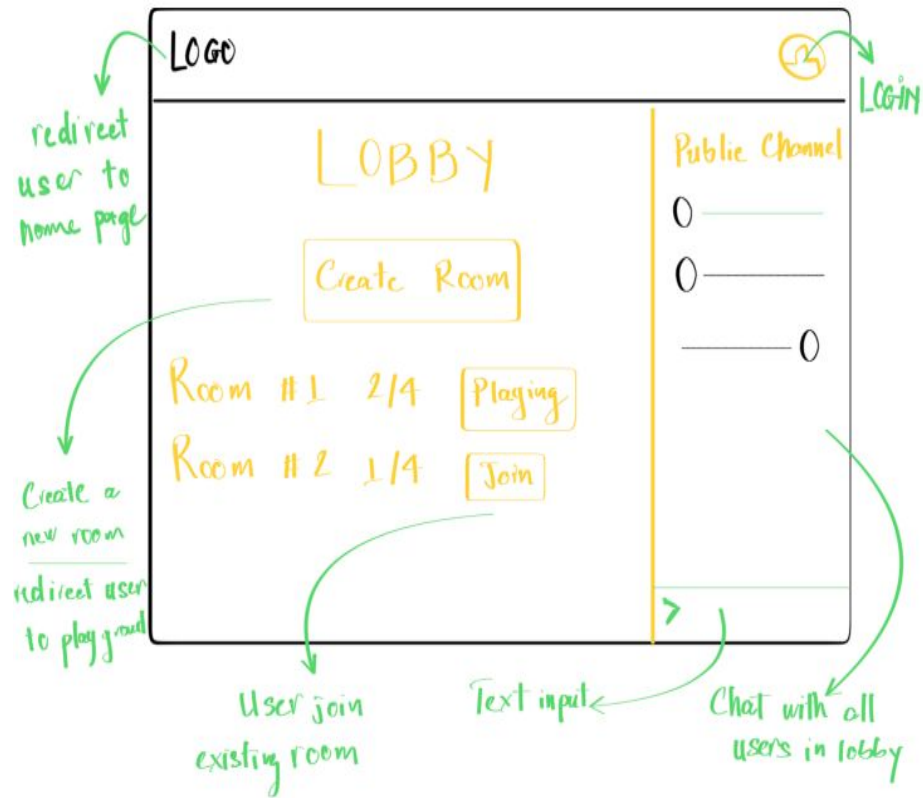 LOGO
LOGIN
redirect
user to
home page
LOBBY
Public Channel
Create Room
Room #1 2/4 Playing
Room #2 1/4 Join
Create a
new room
redirect user
to playgroud
>
User join
existing room
Text input
Chat with all
users in lobby